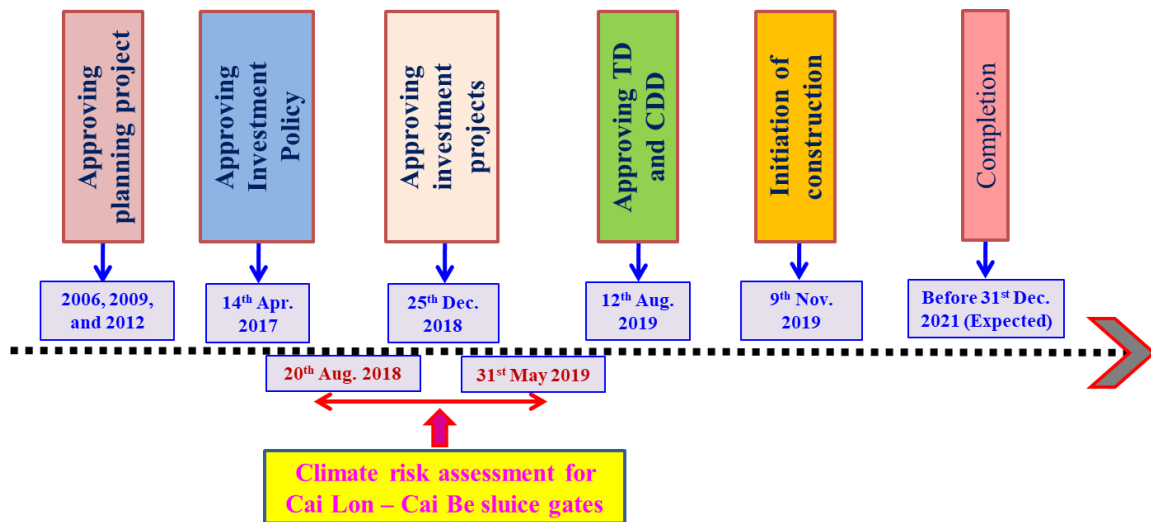 Approving
planning project
Approving
Investment
Policy
Approving
investment
projects
Approving TD
and CDD
Initiation of
construction
Completion
2006, 2009,
and 2012
14th Apr.
2017
25th Dec.
2018
12th Aug.
2019
9th Nov.
2019
Before 31st Dec.
2021 (Expected)
20th Aug. 2018
31st May 2019
Climate risk assessment for
Cai Lon – Cai Be sluice gates